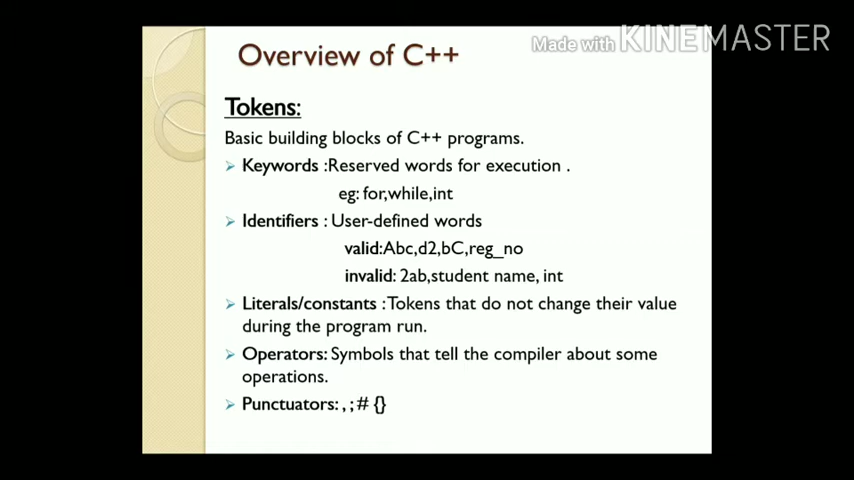 Overview of C++
Made with KINEMASTER
Tokens:
Basic building blocks of C++ programs.
Keywords :Reserved words for execution .
eg: for,while,int
Identifiers : User-defined words
valid:Abc,d2,bC,reg_no
invalid: 2ab,student name, int
Literals/constants :Tokens that do not change their value
during the program run.
Operators: Symbols that tell the compiler about some
operations.
Punctuators: , ; # {}